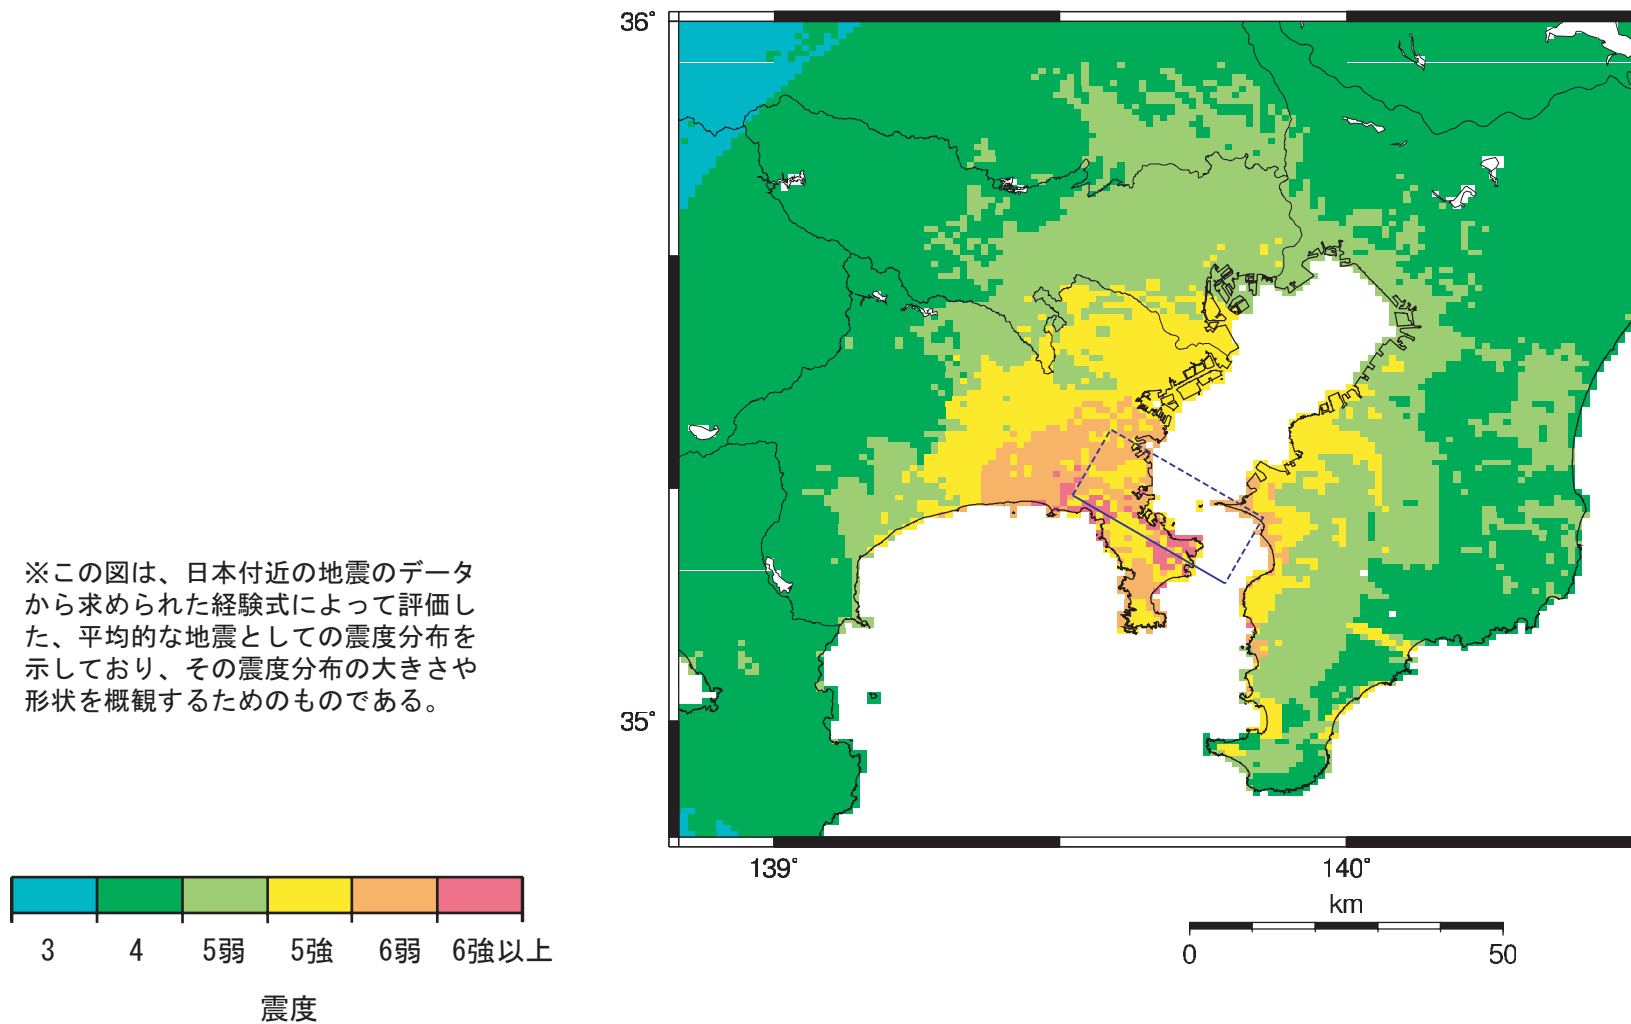 36°
※この図は、日本付近の地震のデータ
から求められた経験式によって評価し
た、平均的な地震としての震度分布を
示しており、その震度分布の大きさや
形状を概観するためのものである。
35°
139°
140°
km
0
50
3
4
5弱
5強
6弱
6強以上
震度